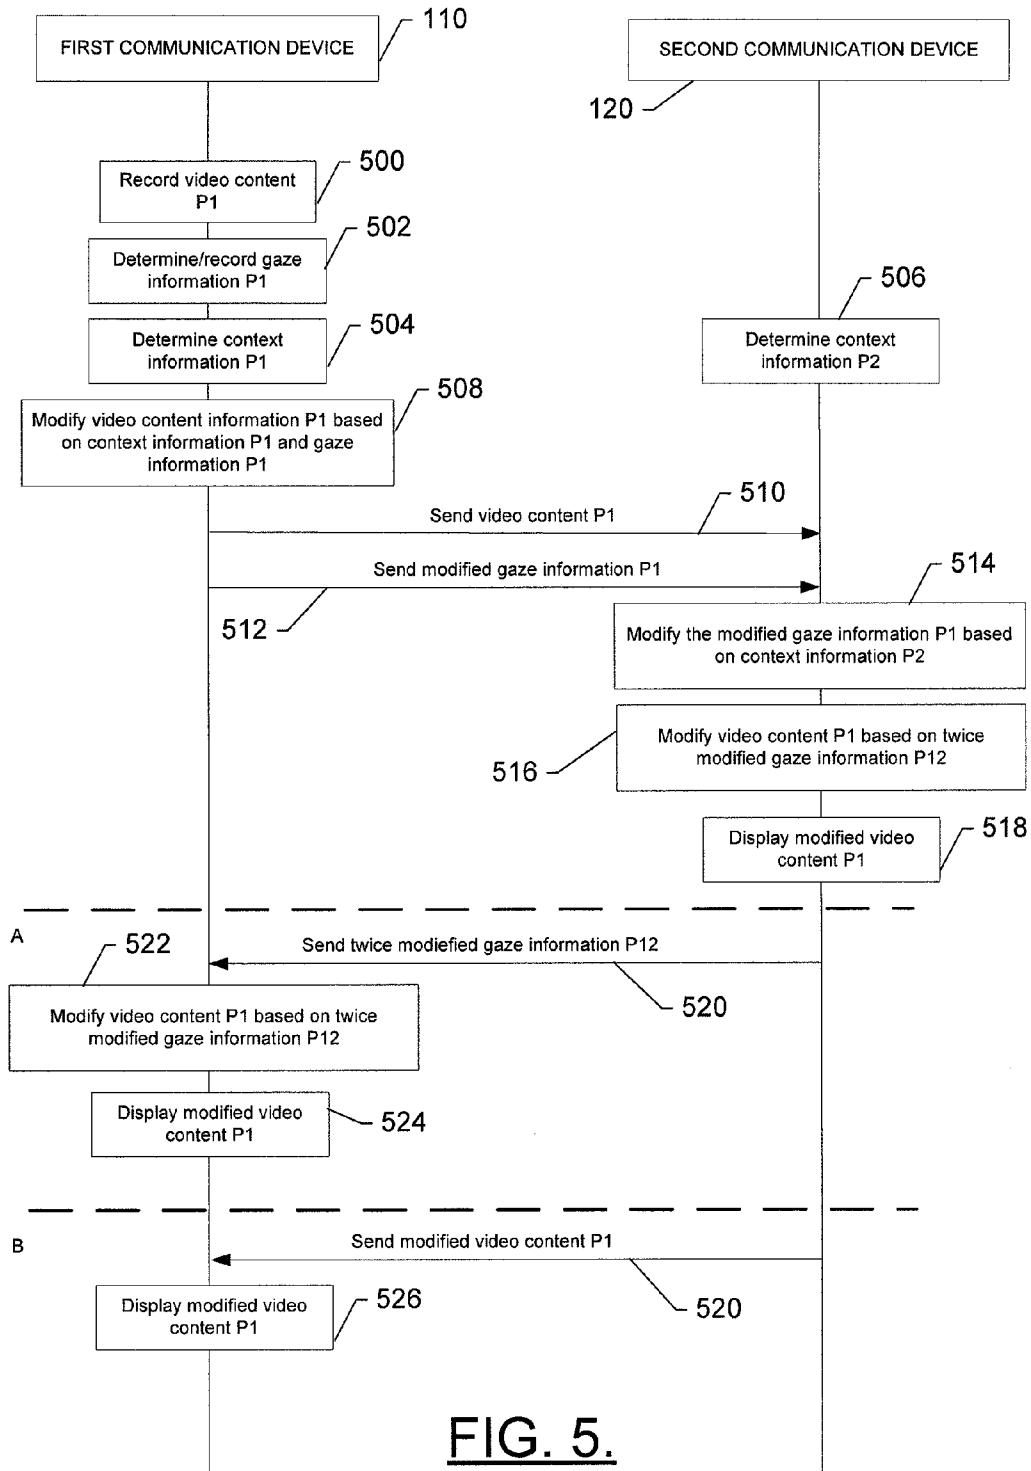 110
FIRST COMMUNICATION DEVICE
SECOND COMMUNICATION DEVICE
120
500
Record video content
P1
502
Determine/record gaze
information P1
504
Determine context
information P1
506
Determine context
information P2
508
Modify video content information P1 based
on context information P1 and gaze
information P1
510
Send video content P1
Send modified gaze information P1
512
514
Modify the modified gaze information P1 based
on context information P2
Modify video content P1 based on twice
modified gaze information P12
516
518
Display modified video
content P1
A
522
Send twice modiefied gaze information P12
520
Modify video content P1 based on twice
modified gaze information P12
Display modified video
content P1
524
B
Send modified video content P1
520
Display modified video
content P1
526
FIG. 5.